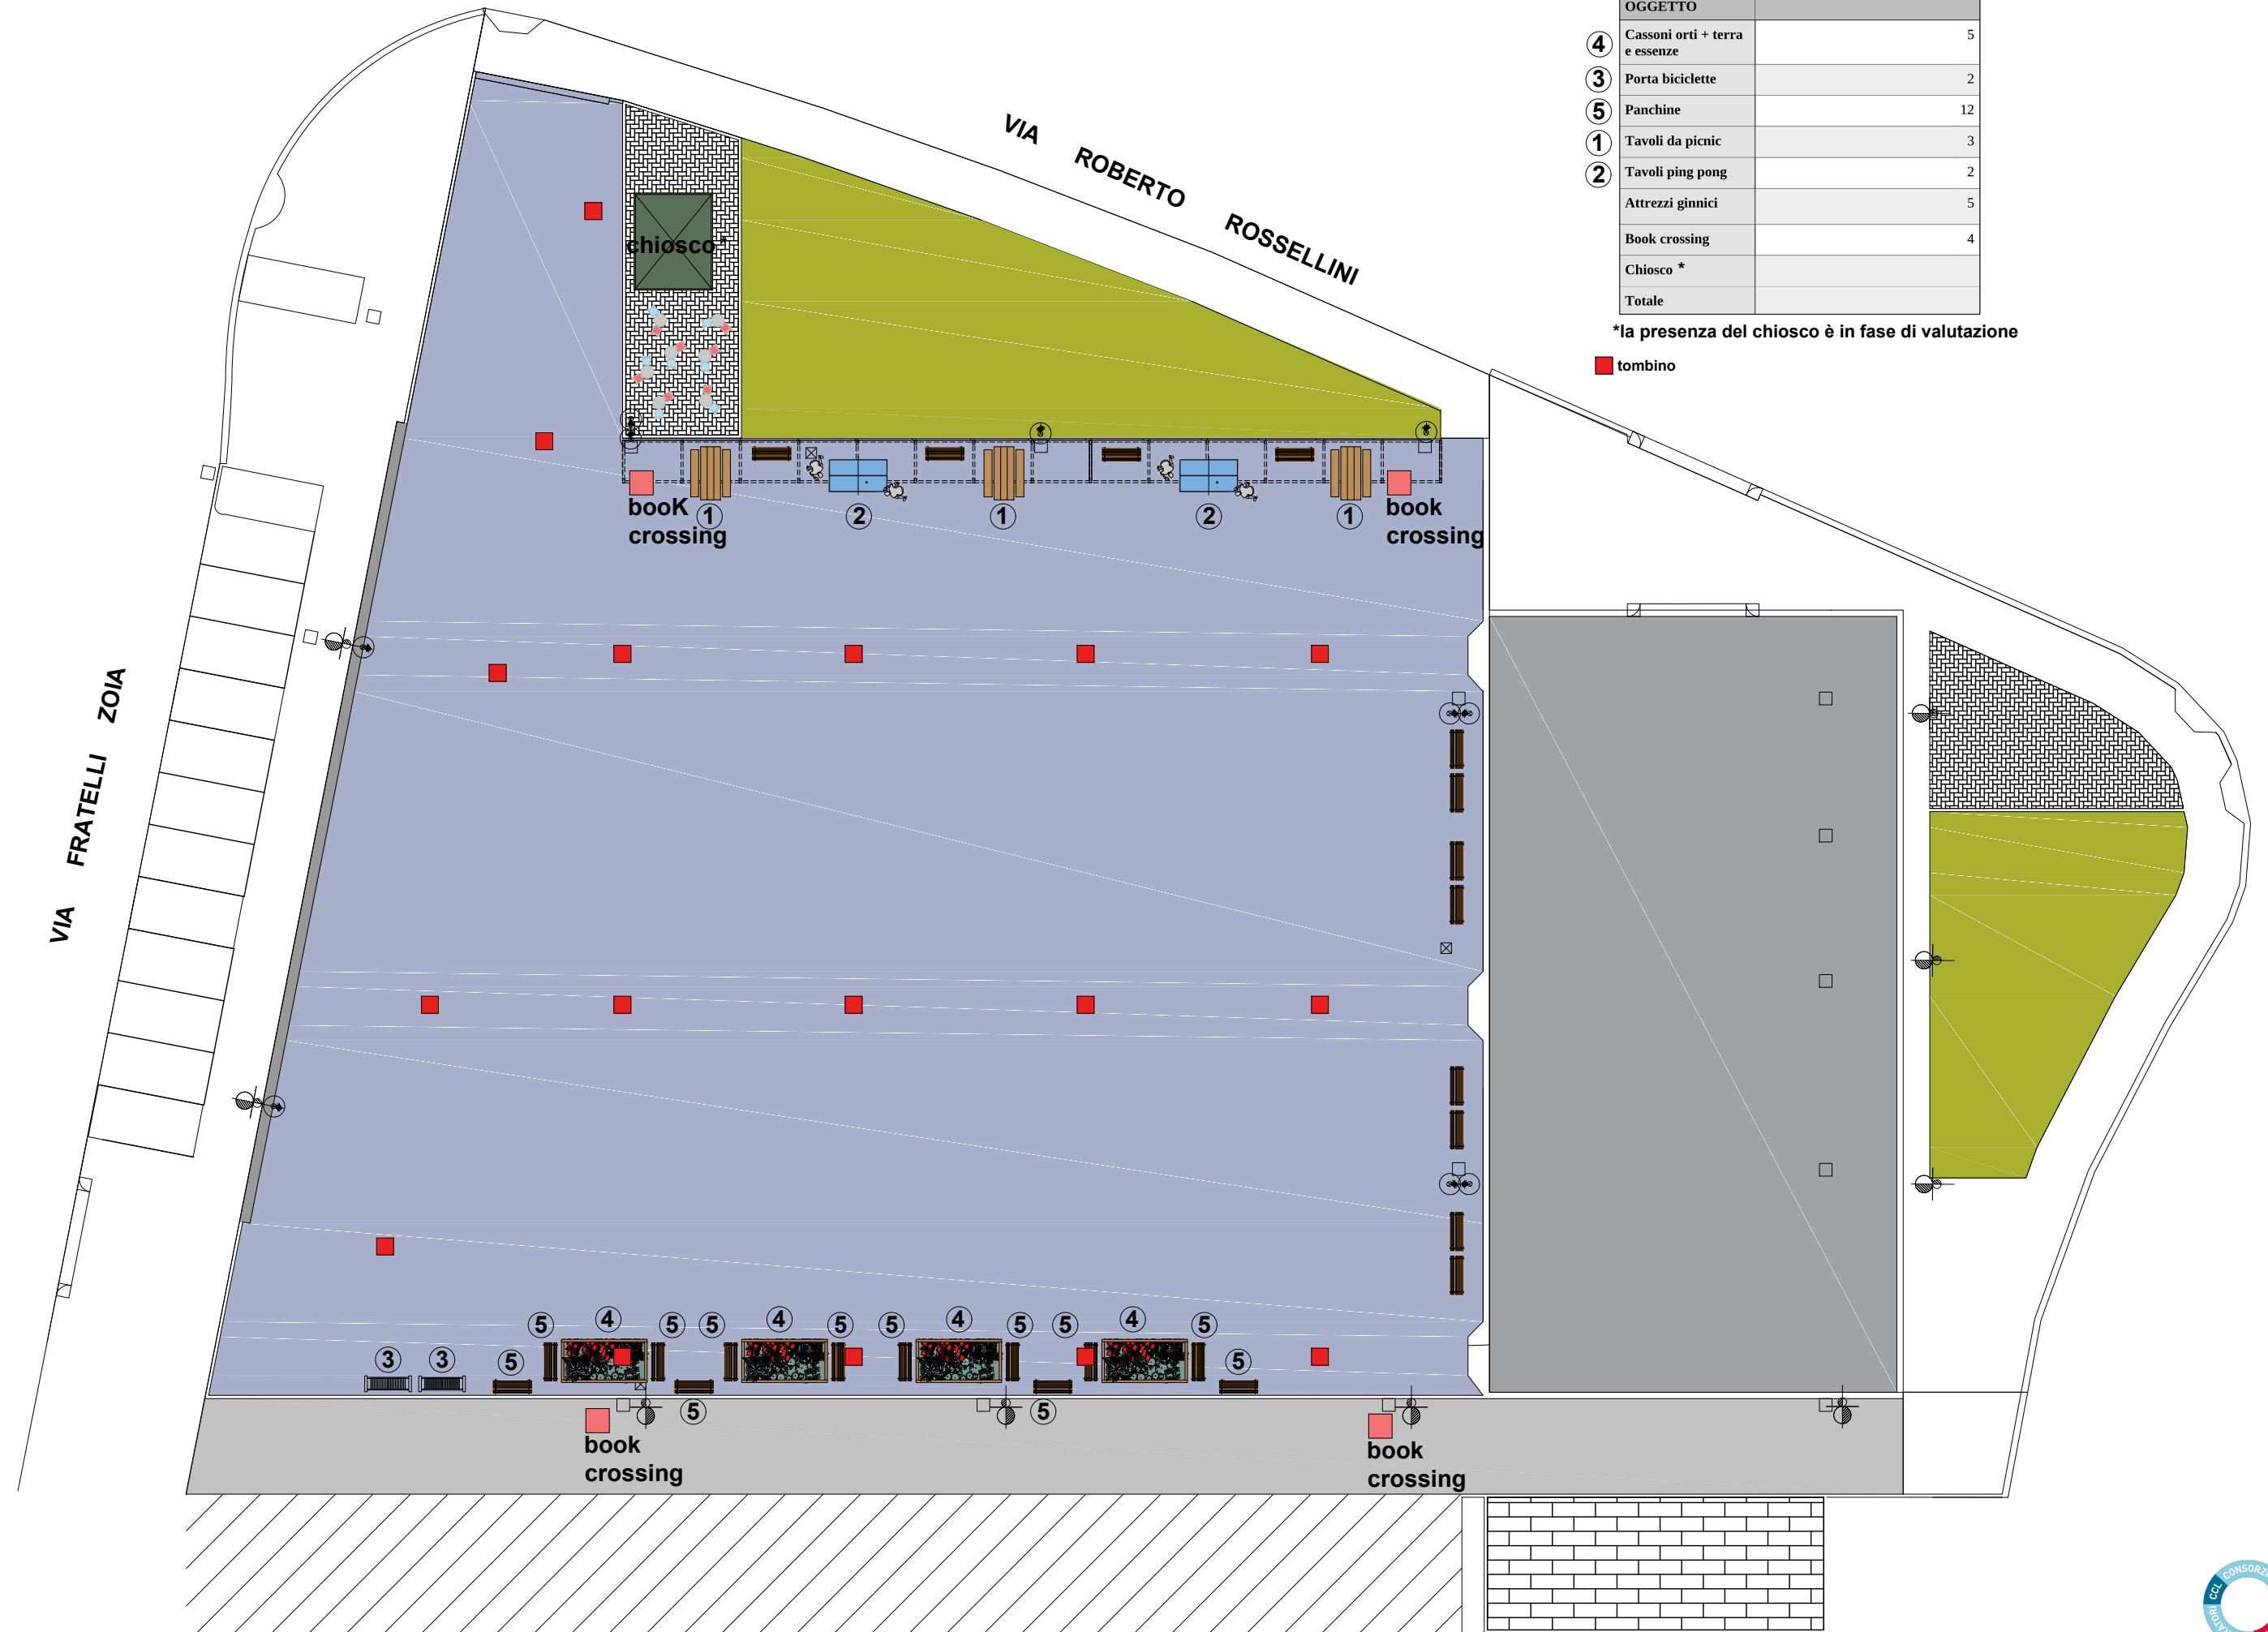 OGGETTO
④ Cassoni orti + terra e essenze 5
③ Porta biciclette 2
⑤ Panchine 12
① Tavoli da picnic 3
② Tavoli ping pong 2
Attrezzi ginnici 5
Book crossing 4
Chiosco *
Totale
*la presenza del chiosco è in fase di valutazione
tombino
VIA ROBERTO ROSSELLINI
chiosco *
booK
crossing
1
2
1
2
1
book
crossing
VIA FRATELLI ZOIA
5
4
5
5
4
5
5
4
5
5
4
5
3
3
5
5
5
5
book
crossing
book
crossing
CCL
CONSORZI